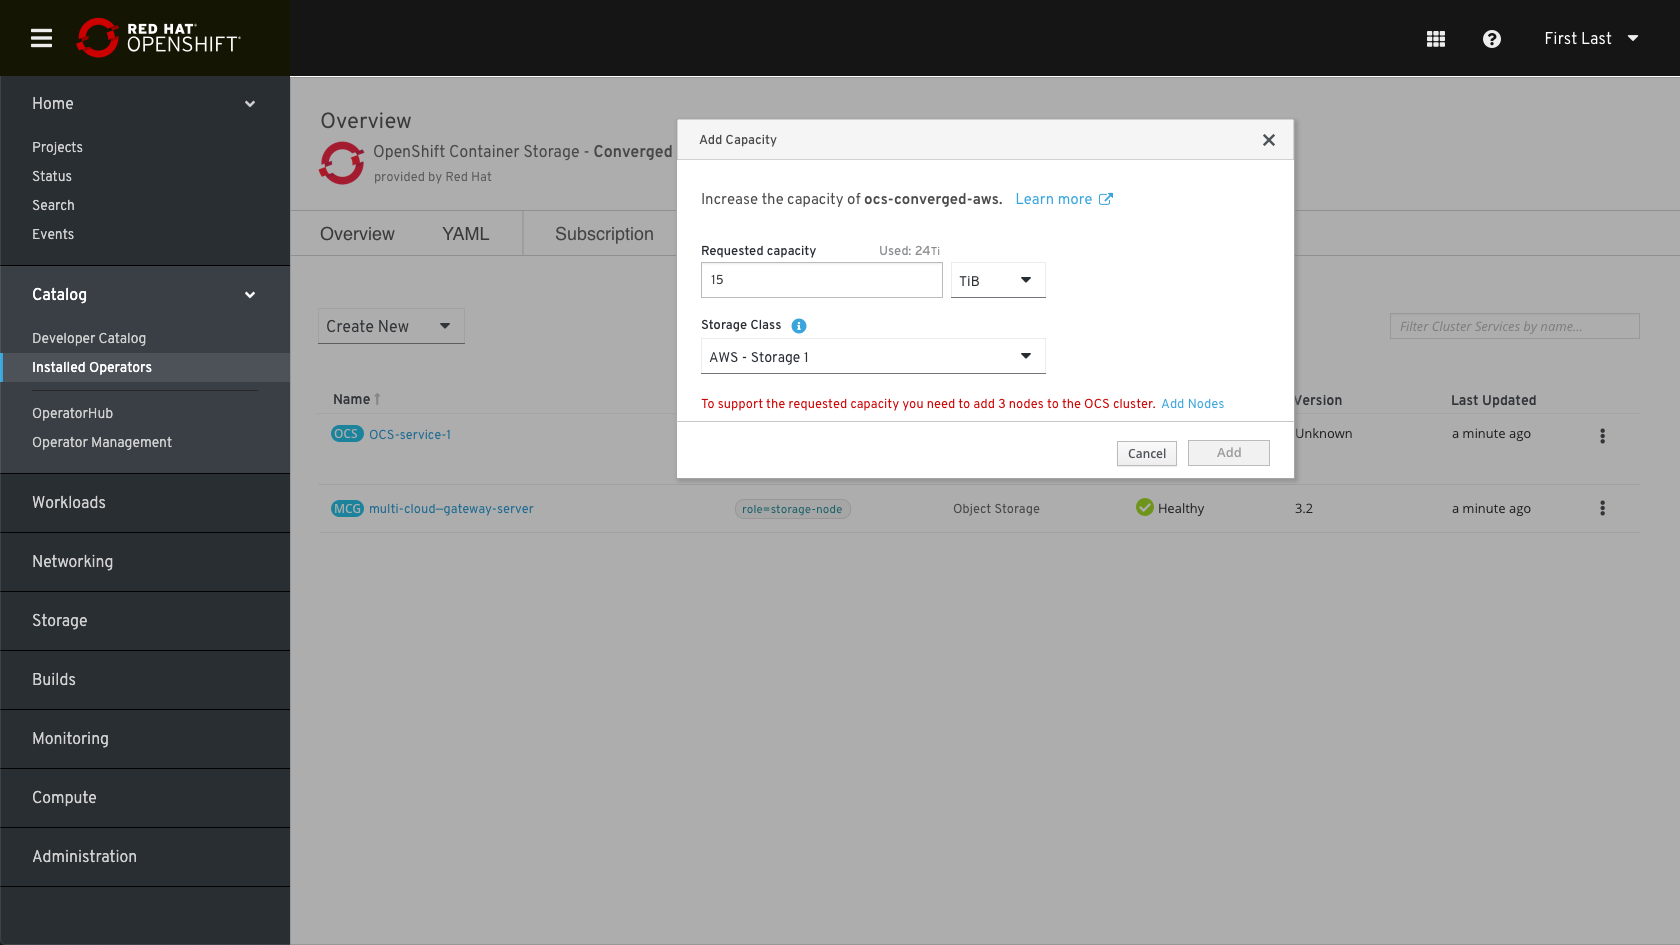 RED HAT®
OPENSHIFT®
First Last
Home
Projects
Status
Search
Events
Catalog
Developer Catalog
Installed Operators
OperatorHub
Operator Management
Workloads
Networking
Storage
Builds
Monitoring
Compute
Administration
Overview
OpenShift Container Storage - Converged
provided by Red Hat
Overview YAML Subscription
Create New
Filter Cluster Services by name...
Name ↑ Version Last Updated
OCS OCS-service-1 Unknown a minute ago
MCG multi-cloud—gateway-server role=storage-node Object Storage Healthy 3.2 a minute ago
Add Capacity
Increase the capacity of ocs-converged-aws. Learn more
Requested capacity Used: 24Ti
15 TiB
Storage Class
AWS - Storage 1
To support the requested capacity you need to add 3 nodes to the OCS cluster. Add Nodes
Cancel Add